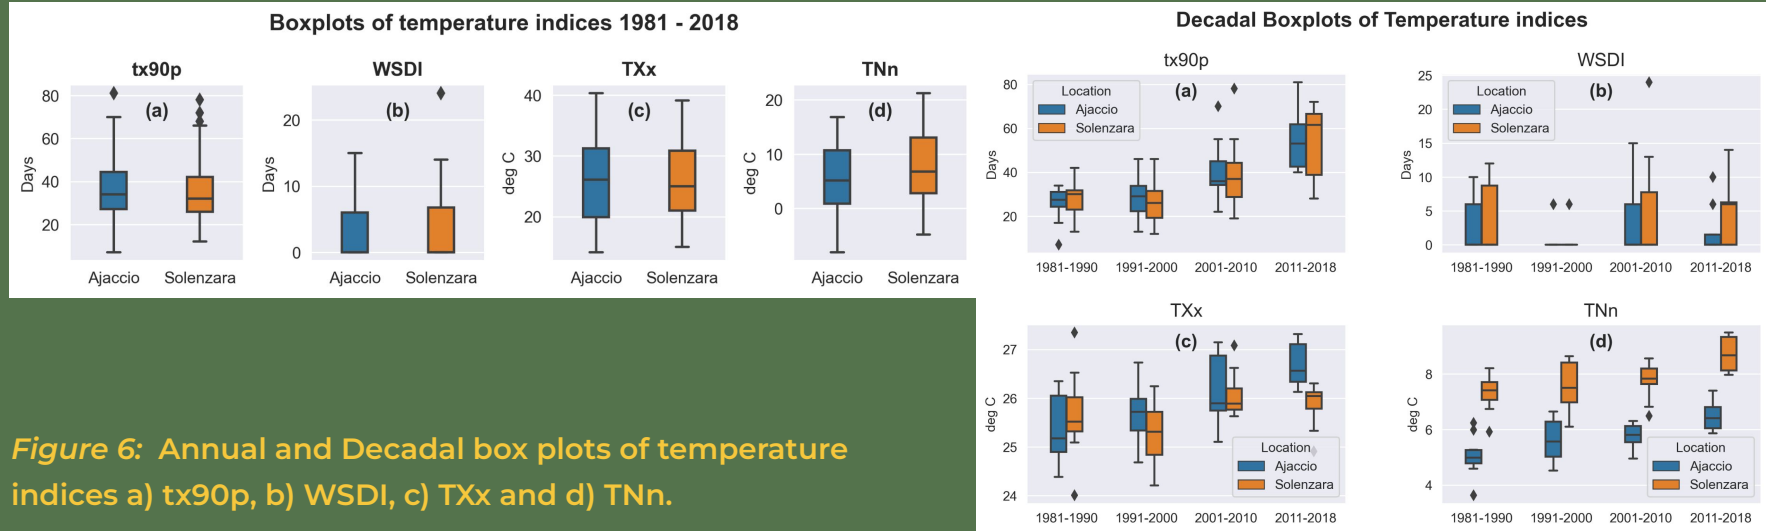 Boxplots of temperature indices 1981 - 2018
tx90p
WSDI
TXx
TNn
(a)
(b)
(c)
(d)
Days
80
60
40
20
Ajaccio
Solenzara
Days
20
10
0
Ajaccio
Solenzara
deg C
40
30
20
Ajaccio
Solenzara
deg C
20
10
0
Ajaccio
Solenzara
Decadal Boxplots of Temperature indices
tx90p
(a)
Location
Ajaccio
Solenzara
Days
80
60
40
20
1981-1990
1991-2000
2001-2010
2011-2018
WSDI
(b)
Location
Ajaccio
Solenzara
Days
25
20
15
10
5
0
1981-1990
1991-2000
2001-2010
2011-2018
TXx
(c)
deg C
27
26
25
24
Location
Ajaccio
Solenzara
1981-1990
1991-2000
2001-2010
2011-2018
TNn
(d)
deg C
8
6
4
Location
Ajaccio
Solenzara
1981-1990
1991-2000
2001-2010
2011-2018
Figure 6: Annual and Decadal box plots of temperature
indices a) tx90p, b) WSDI, c) TXx and d) TNn.